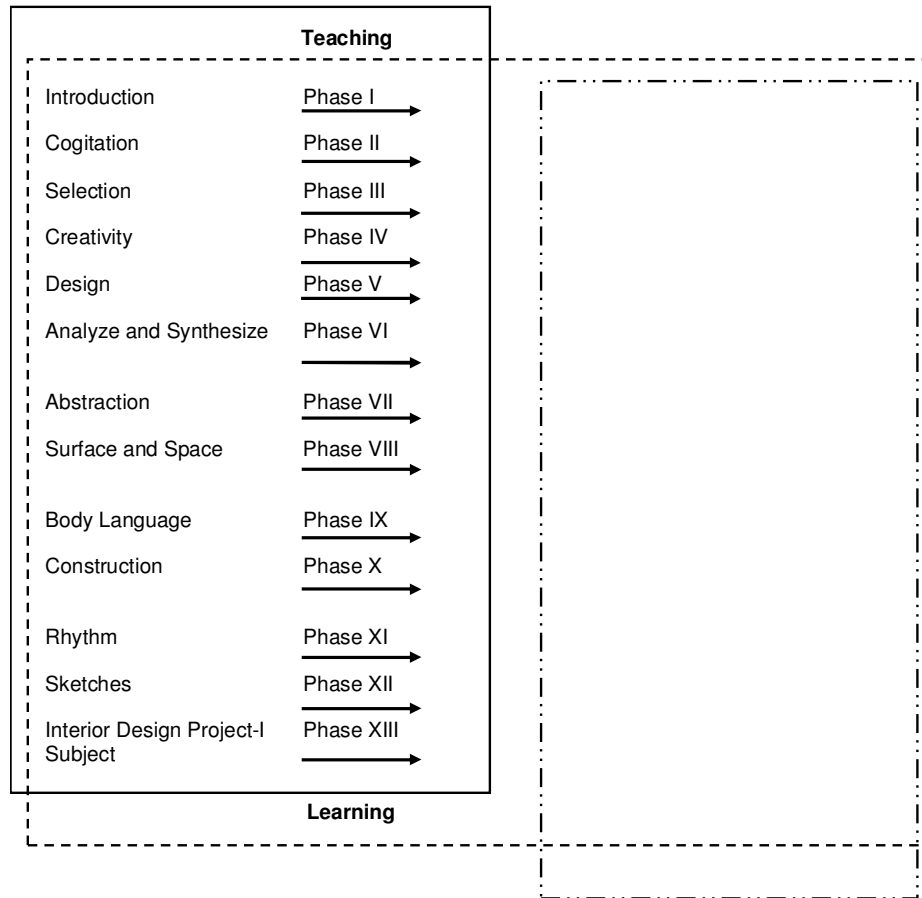 Teaching
Introduction Phase I
Cogitation Phase II
Selection Phase III
Creativity Phase IV
Design Phase V
Analyze and Synthesize Phase VI
Abstraction Phase VII
Surface and Space Phase VIII
Body Language Phase IX
Construction Phase X
Rhythm Phase XI
Sketches Phase XII
Interior Design Project-I Phase XIII
Subject
Learning